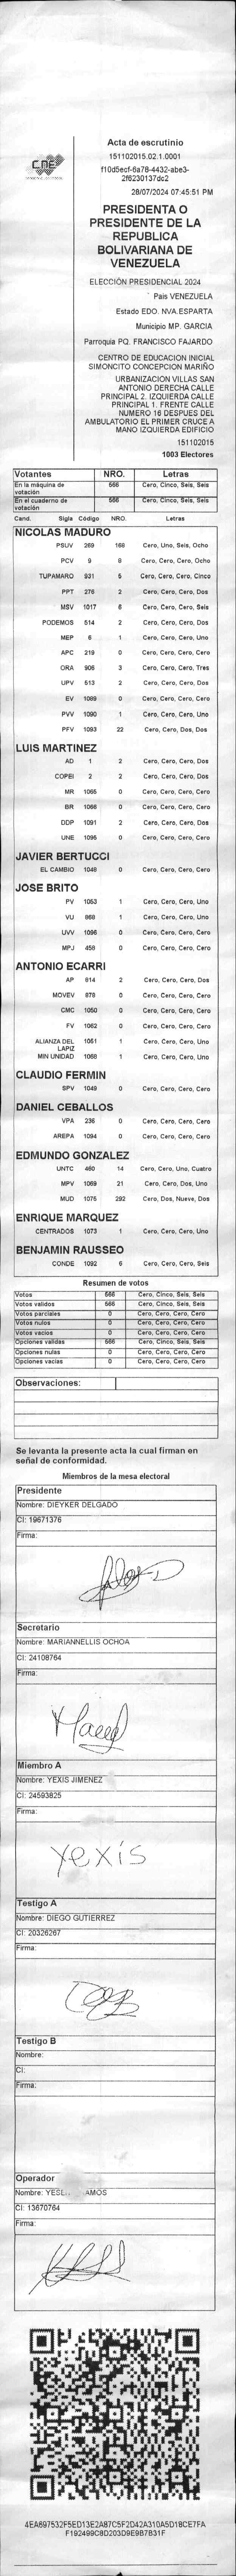 CNE
Acta de escrutinio
151102015.02.1.0001
f10d5ecf-6a78-4432-abe3-
2f6230137dc2
28/07/2024 07:45:51 PM
PRESIDENTA O
PRESIDENTE DE LA
REPUBLICA
BOLIVARIANA DE
VENEZUELA
ELECCIÓN PRESIDENCIAL 2024
Pais VENEZUELA
Estado EDO. NVA.ESPARTA
Municipio MP. GARCIA
Parroquia PQ. FRANCISCO FAJARDO
CENTRO DE EDUCACION INICIAL
SIMONCITO CONCEPCION MARIÑO
URBANIZACION VILLAS SAN
ANTONIO DERECHA CALLE
PRINCIPAL 2. IZQUIERDA CALLE
PRINCIPAL 1. FRENTE CALLE
NUMERO 16 DESPUES DEL
AMBULATORIO EL PRIMER CRUCE A
MANO IZQUIERDA EDIFICIO
151102015
1003 Electores
Votantes NRO. Letras
En la máquina de votación 566 Cero, Cinco, Seis, Seis
En el cuaderno de votación 566 Cero, Cinco, Seis, Seis
Cand. Sigla Código NRO. Letras
NICOLAS MADURO
PSUV 269 168 Cero, Uno, Seis, Ocho
PCV 9 8 Cero, Cero, Cero, Ocho
TUPAMARO 931 5 Cero, Cero, Cero, Cinco
PPT 276 2 Cero, Cero, Cero, Dos
MSV 1017 6 Cero, Cero, Cero, Seis
PODEMOS 514 2 Cero, Cero, Cero, Dos
MEP 6 1 Cero, Cero, Cero, Uno
APC 219 0 Cero, Cero, Cero, Cero
ORA 906 3 Cero, Cero, Cero, Tres
UPV 513 2 Cero, Cero, Cero, Dos
EV 1089 0 Cero, Cero, Cero, Cero
PVV 1090 1 Cero, Cero, Cero, Uno
PFV 1093 22 Cero, Cero, Dos, Dos
LUIS MARTINEZ
AD 1 2 Cero, Cero, Cero, Dos
COPEI 2 2 Cero, Cero, Cero, Dos
MR 1065 0 Cero, Cero, Cero, Cero
BR 1066 0 Cero, Cero, Cero, Cero
DDP 1091 2 Cero, Cero, Cero, Dos
UNE 1095 0 Cero, Cero, Cero, Cero
JAVIER BERTUCCI
EL CAMBIO 1048 0 Cero, Cero, Cero, Cero
JOSE BRITO
PV 1053 1 Cero, Cero, Cero, Uno
VU 868 1 Cero, Cero, Cero, Uno
UVV 1096 0 Cero, Cero, Cero, Cero
MPJ 458 0 Cero, Cero, Cero, Cero
ANTONIO ECARRI
AP 814 2 Cero, Cero, Cero, Dos
MOVEV 878 0 Cero, Cero, Cero, Cero
CMC 1050 0 Cero, Cero, Cero, Cero
FV 1062 0 Cero, Cero, Cero, Cero
ALIANZA DEL LAPIZ 1051 1 Cero, Cero, Cero, Uno
MIN UNIDAD 1068 1 Cero, Cero, Cero, Uno
CLAUDIO FERMIN
SPV 1049 0 Cero, Cero, Cero, Cero
DANIEL CEBALLOS
VPA 236 0 Cero, Cero, Cero, Cero
AREPA 1094 0 Cero, Cero, Cero, Cero
EDMUNDO GONZALEZ
UNTC 460 14 Cero, Cero, Uno, Cuatro
MPV 1069 21 Cero, Cero, Dos, Uno
MUD 1075 292 Cero, Dos, Nueve, Dos
ENRIQUE MARQUEZ
CENTRADOS 1073 1 Cero, Cero, Cero, Uno
BENJAMIN RAUSSEO
CONDE 1092 6 Cero, Cero, Cero, Seis
Resumen de votos
Votos 566 Cero, Cinco, Seis, Seis
Votos validos 566 Cero, Cinco, Seis, Seis
Votos parciales 0 Cero, Cero, Cero, Cero
Votos nulos 0 Cero, Cero, Cero, Cero
Votos vacios 0 Cero, Cero, Cero, Cero
Opciones validas 566 Cero, Cinco, Seis, Seis
Opciones nulas 0 Cero, Cero, Cero, Cero
Opciones vacias 0 Cero, Cero, Cero, Cero
Observaciones:
Se levanta la presente acta la cual firman en
señal de conformidad.
Miembros de la mesa electoral
Presidente
Nombre: DIEYKER DELGADO
CI: 19671376
Firma:
Secretario
Nombre: MARIANNELLIS OCHOA
CI: 24108764
Firma:
Miembro A
Nombre: YEXIS JIMENEZ
CI: 24593825
Firma:
yexis
Testigo A
Nombre: DIEGO GUTIERREZ
CI: 20326267
Firma:
Testigo B
Nombre:
CI:
Firma:
Operador
Nombre:
CI: 13670764
Firma:
4EA697532F5ED13E2A87C5F2D42A310A5D18CE7FA
F192499C8D203D9E9B7B31F